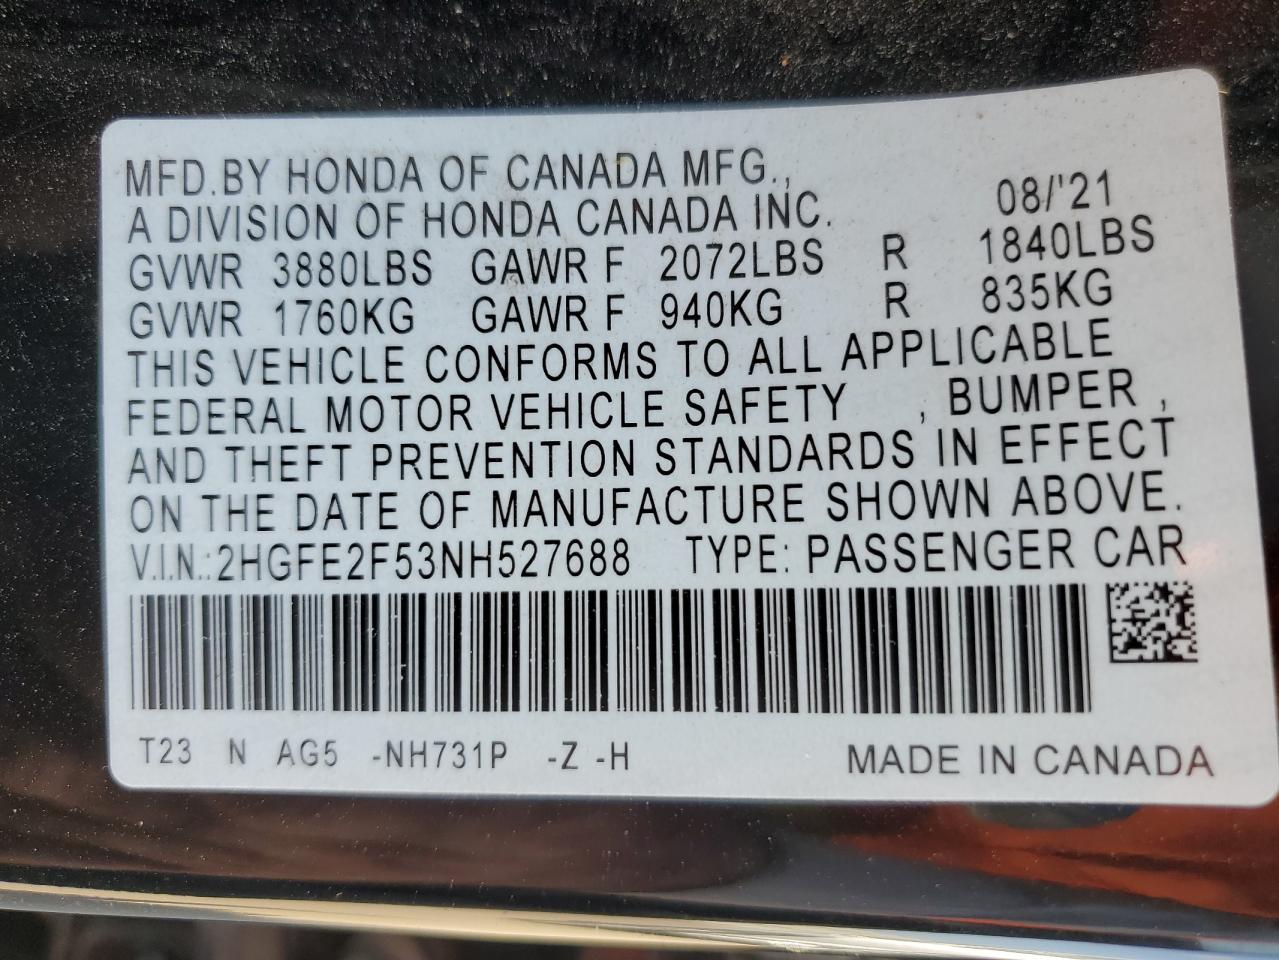 MFD.BY HONDA OF CANADA MFG.,
A DIVISION OF HONDA CANADA INC. 08/'21
GVWR 3880LBS GAWR F 2072LBS R 1840LBS
GVWR 1760KG GAWR F 940KG R 835KG
THIS VEHICLE CONFORMS TO ALL APPLICABLE
FEDERAL MOTOR VEHICLE SAFETY , BUMPER ,
AND THEFT PREVENTION STANDARDS IN EFFECT
ON THE DATE OF MANUFACTURE SHOWN ABOVE.
V.I.N.:2HGFE2F53NH527688 TYPE: PASSENGER CAR
T23 N AG5 -NH731P -Z -H MADE IN CANADA